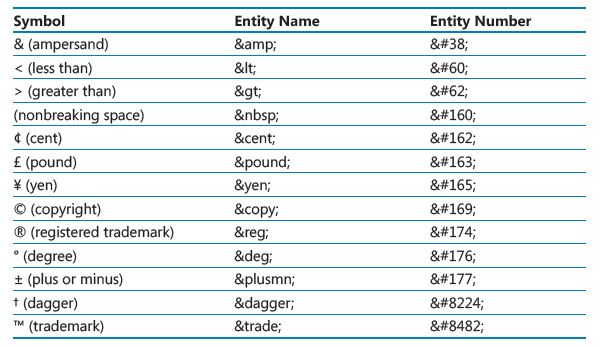 Symbol Entity Name Entity Number
& (ampersand) &amp; &#38;
< (less than) &lt; &#60;
> (greater than) &gt; &#62;
(nonbreaking space) &nbsp; &#160;
¢ (cent) &cent; &#162;
£ (pound) &pound; &#163;
¥ (yen) &yen; &#165;
© (copyright) &copy; &#169;
® (registered trademark) &reg; &#174;
° (degree) &deg; &#176;
± (plus or minus) &plusmn; &#177;
† (dagger) &dagger; &#8224;
™ (trademark) &trade; &#8482;